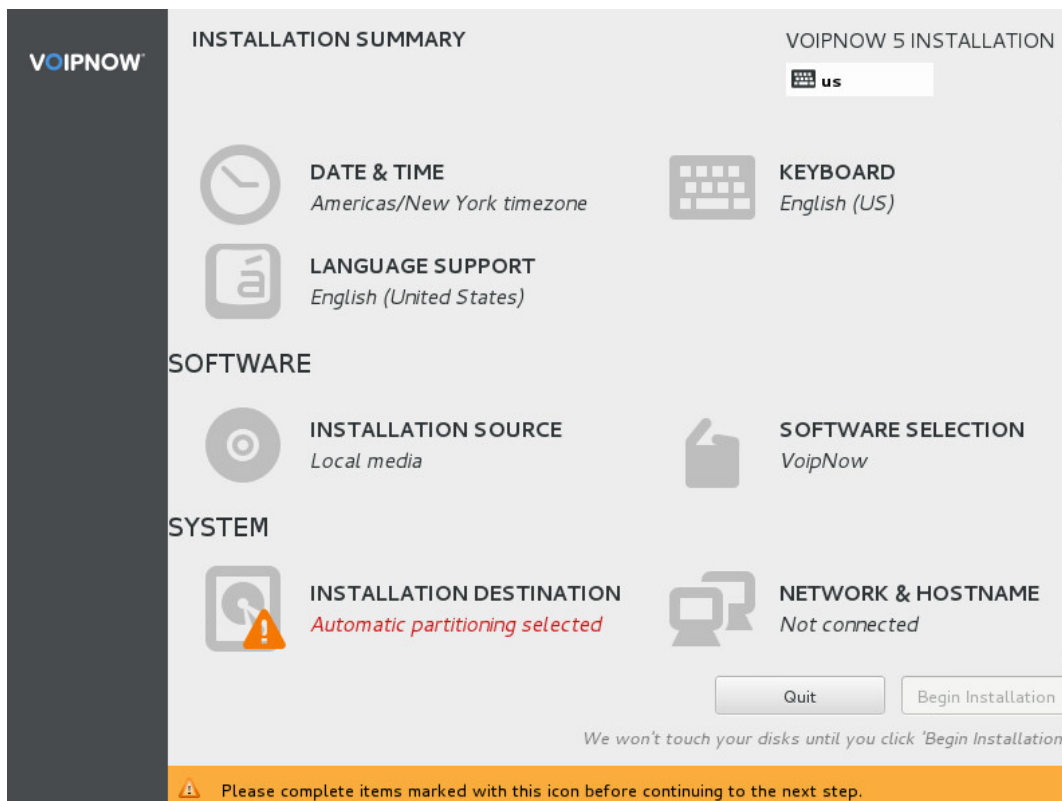 VOIPNOW
INSTALLATION SUMMARY
VOIPNOW 5 INSTALLATION
us
DATE & TIME
Americas/New York timezone
KEYBOARD
English (US)
LANGUAGE SUPPORT
English (United States)
SOFTWARE
INSTALLATION SOURCE
Local media
SOFTWARE SELECTION
VoipNow
SYSTEM
INSTALLATION DESTINATION
Automatic partitioning selected
NETWORK & HOSTNAME
Not connected
Quit
Begin Installation
We won't touch your disks until you click 'Begin Installation
Please complete items marked with this icon before continuing to the next step.